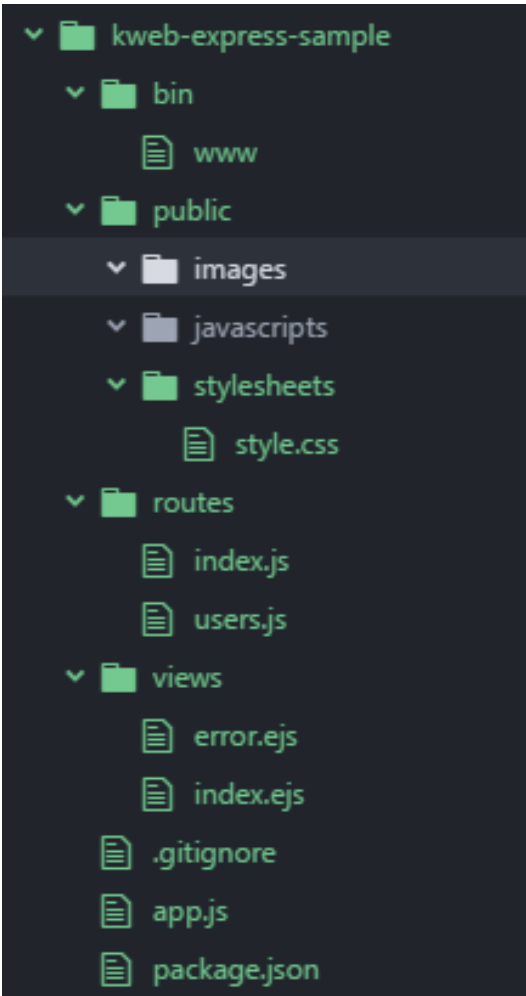 kweb-express-sample
bin
www
public
images
javascripts
stylesheets
style.css
routes
index.js
users.js
views
error.ejs
index.ejs
.gitignore
app.js
package.json